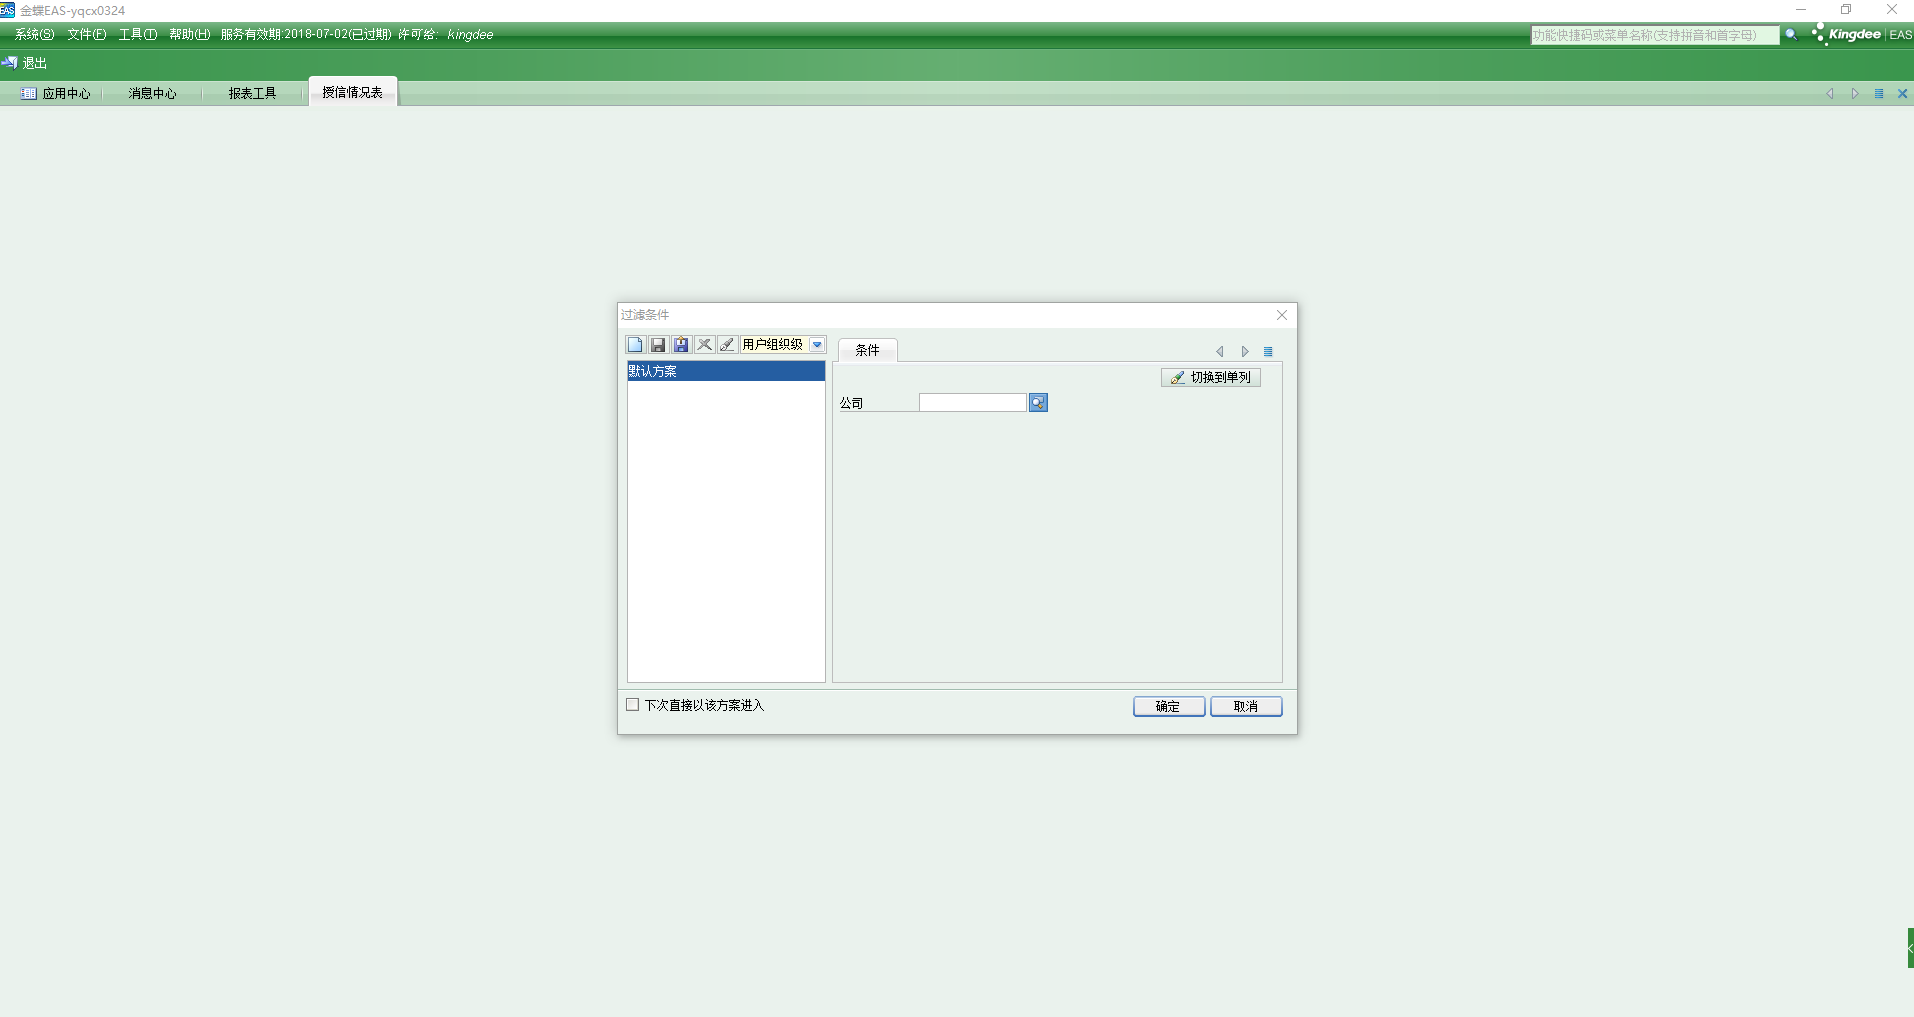 EAS 金蝶EAS-yqcx0324
系统(S) 文件(F) 工具(T) 帮助(H) 服务有效期:2018-07-02(已过期) 许可给: kingdee 功能快捷码或菜单名称(支持拼音和首字母) Kingdee EAS
退出
应用中心 消息中心 报表工具 授信情况表
过滤条件
用户组织级 条件
默认方案 切换到单列
公司
下次直接以该方案进入 确定 取消